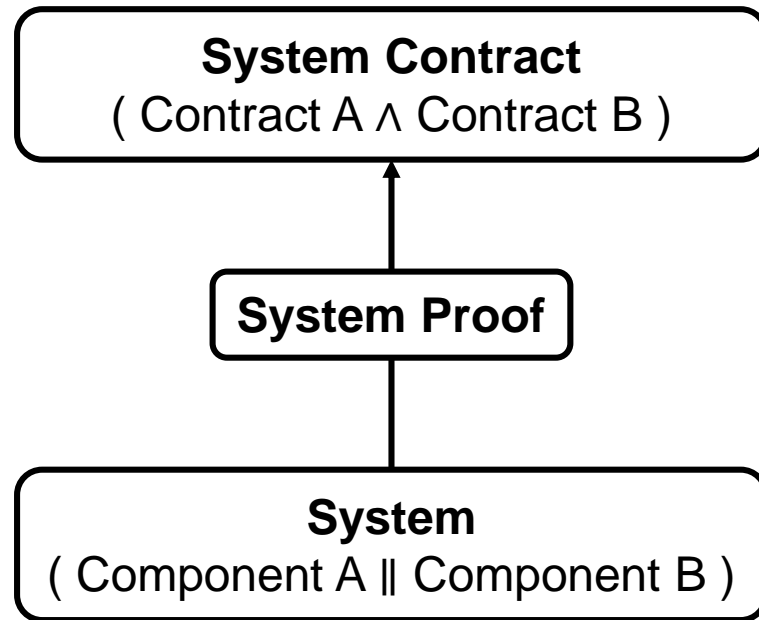 System Contract
( Contract A ∧ Contract B )
System Proof
System
( Component A ∥ Component B )